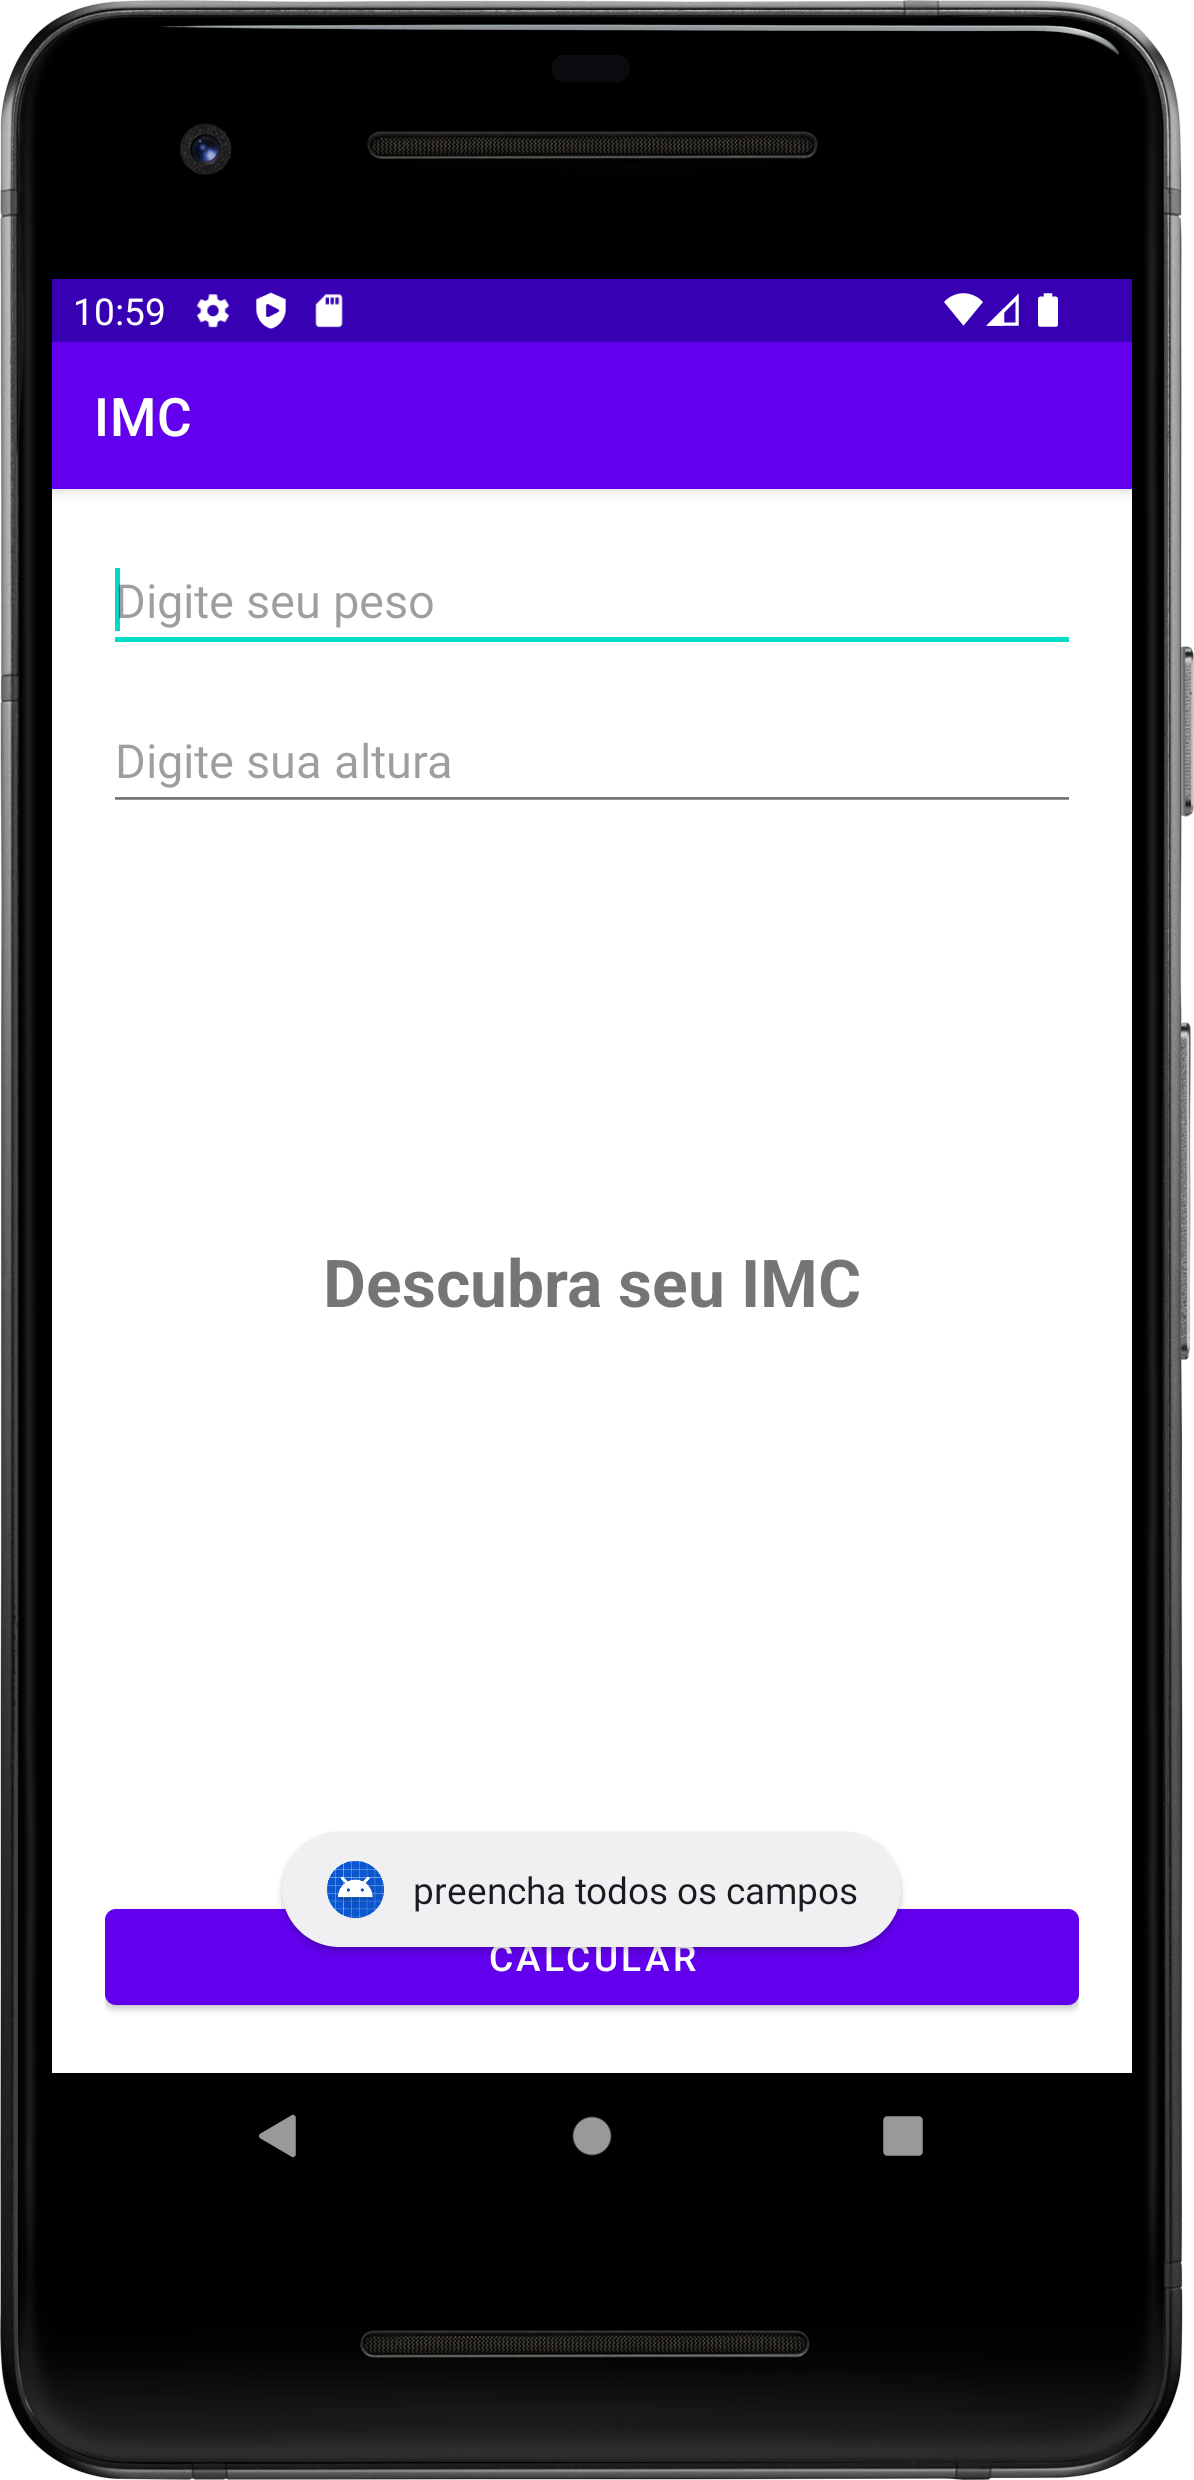 10:59
IMC
Digite seu peso
Digite sua altura
Descubra seu IMC
preencha todos os campos
CALCULAR